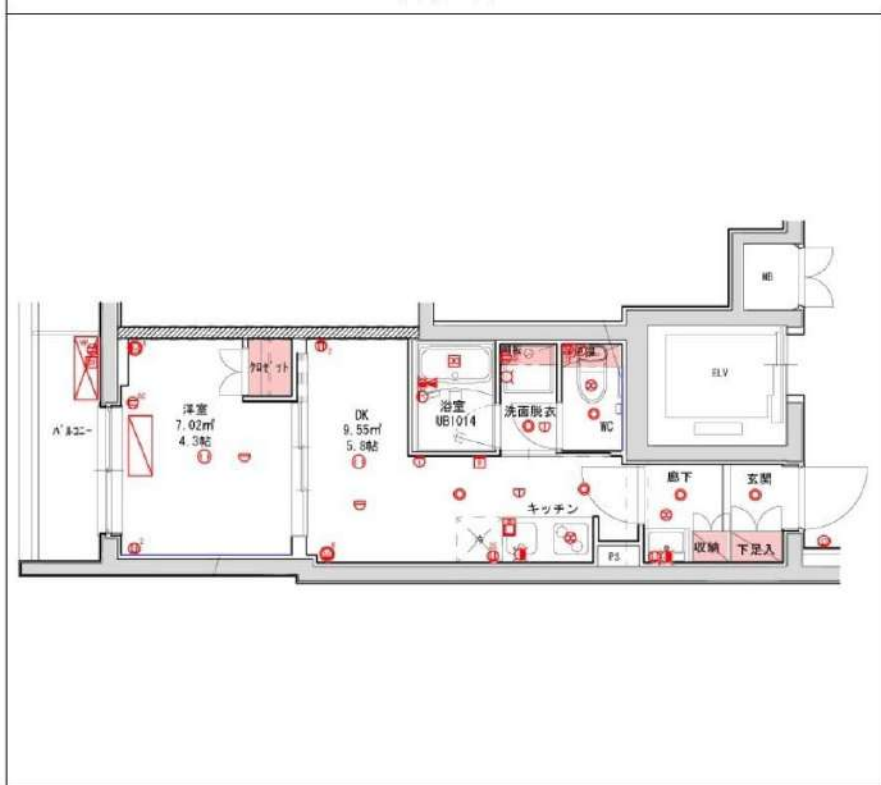 MB
ELV
クロゼット
洋室
7.02㎡
4.3帖
バルコニー
DK
9.55㎡
5.8帖
浴室
UB1014
洗面脱衣
WC
廊下
玄関
キッチン
冷
PS
収納
下足入